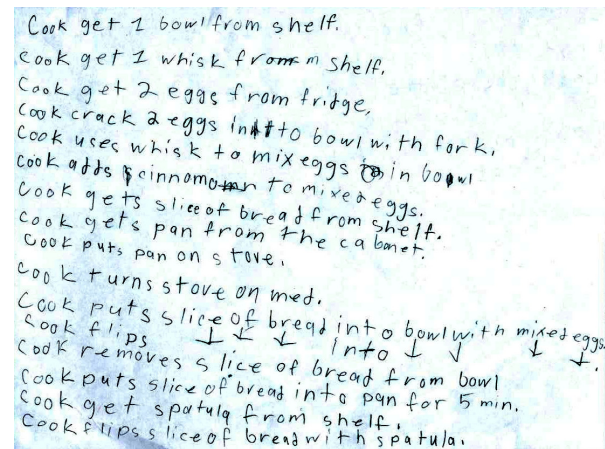 Cook get 1 bowl from shelf.
Cook get 1 whisk from shelf.
Cook get 2 eggs from fridge,
Cook crack 2 eggs into bowl with fork.
Cook uses whisk to mix eggs in bowl
Cook adds cinnomomn to mixed eggs.
Cook gets slice of bread from shelf.
Cook gets pan from the cabonet.
Cook puts pan on stove.
Cook turns stove on med.
Cook puts slice of bread into bowl with mixed eggs.
Cook flips ↓ ↓ ↓ into ↓ ↓ ↓ ↓.
Cook removes slice of bread from bowl
Cook puts slice of bread into pan for 5 min.
Cook get spatula from shelf.
Cook flips slice of bread with spatula.